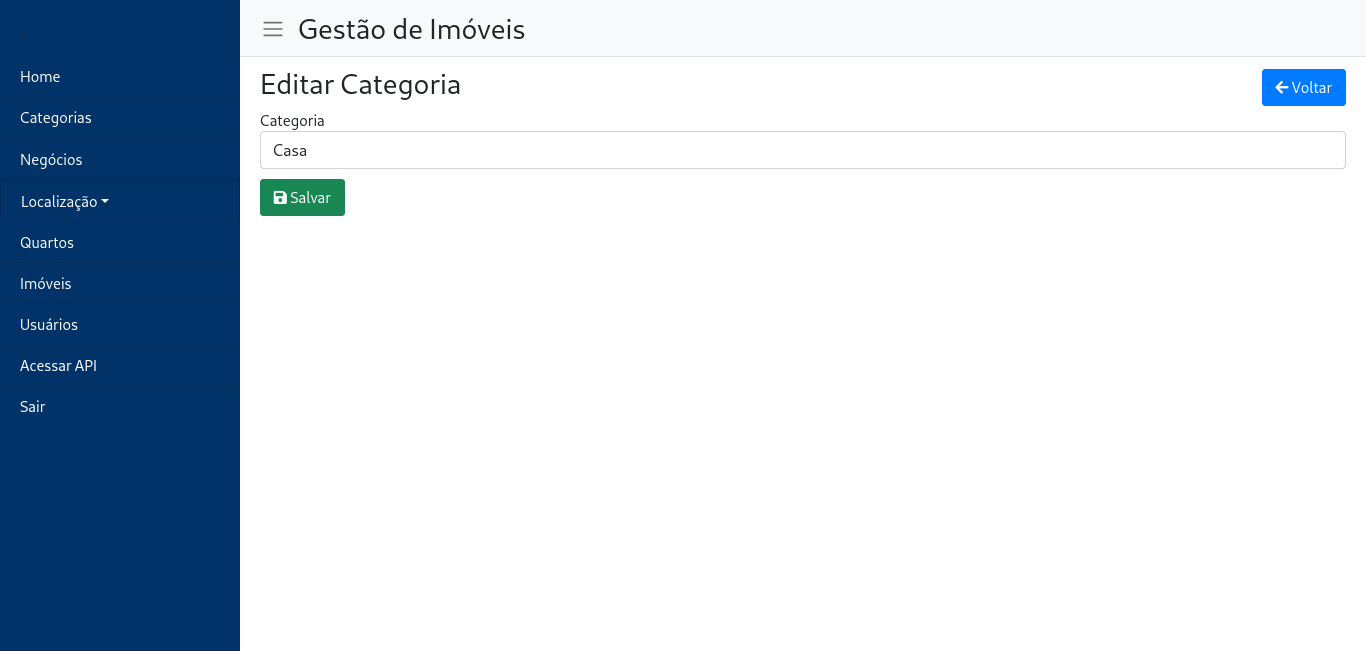 Gestão de Imóveis
Home
Categorias
Negócios
Localização
Quartos
Imóveis
Usuários
Acessar API
Sair
Editar Categoria
Voltar
Categoria
Casa
Salvar